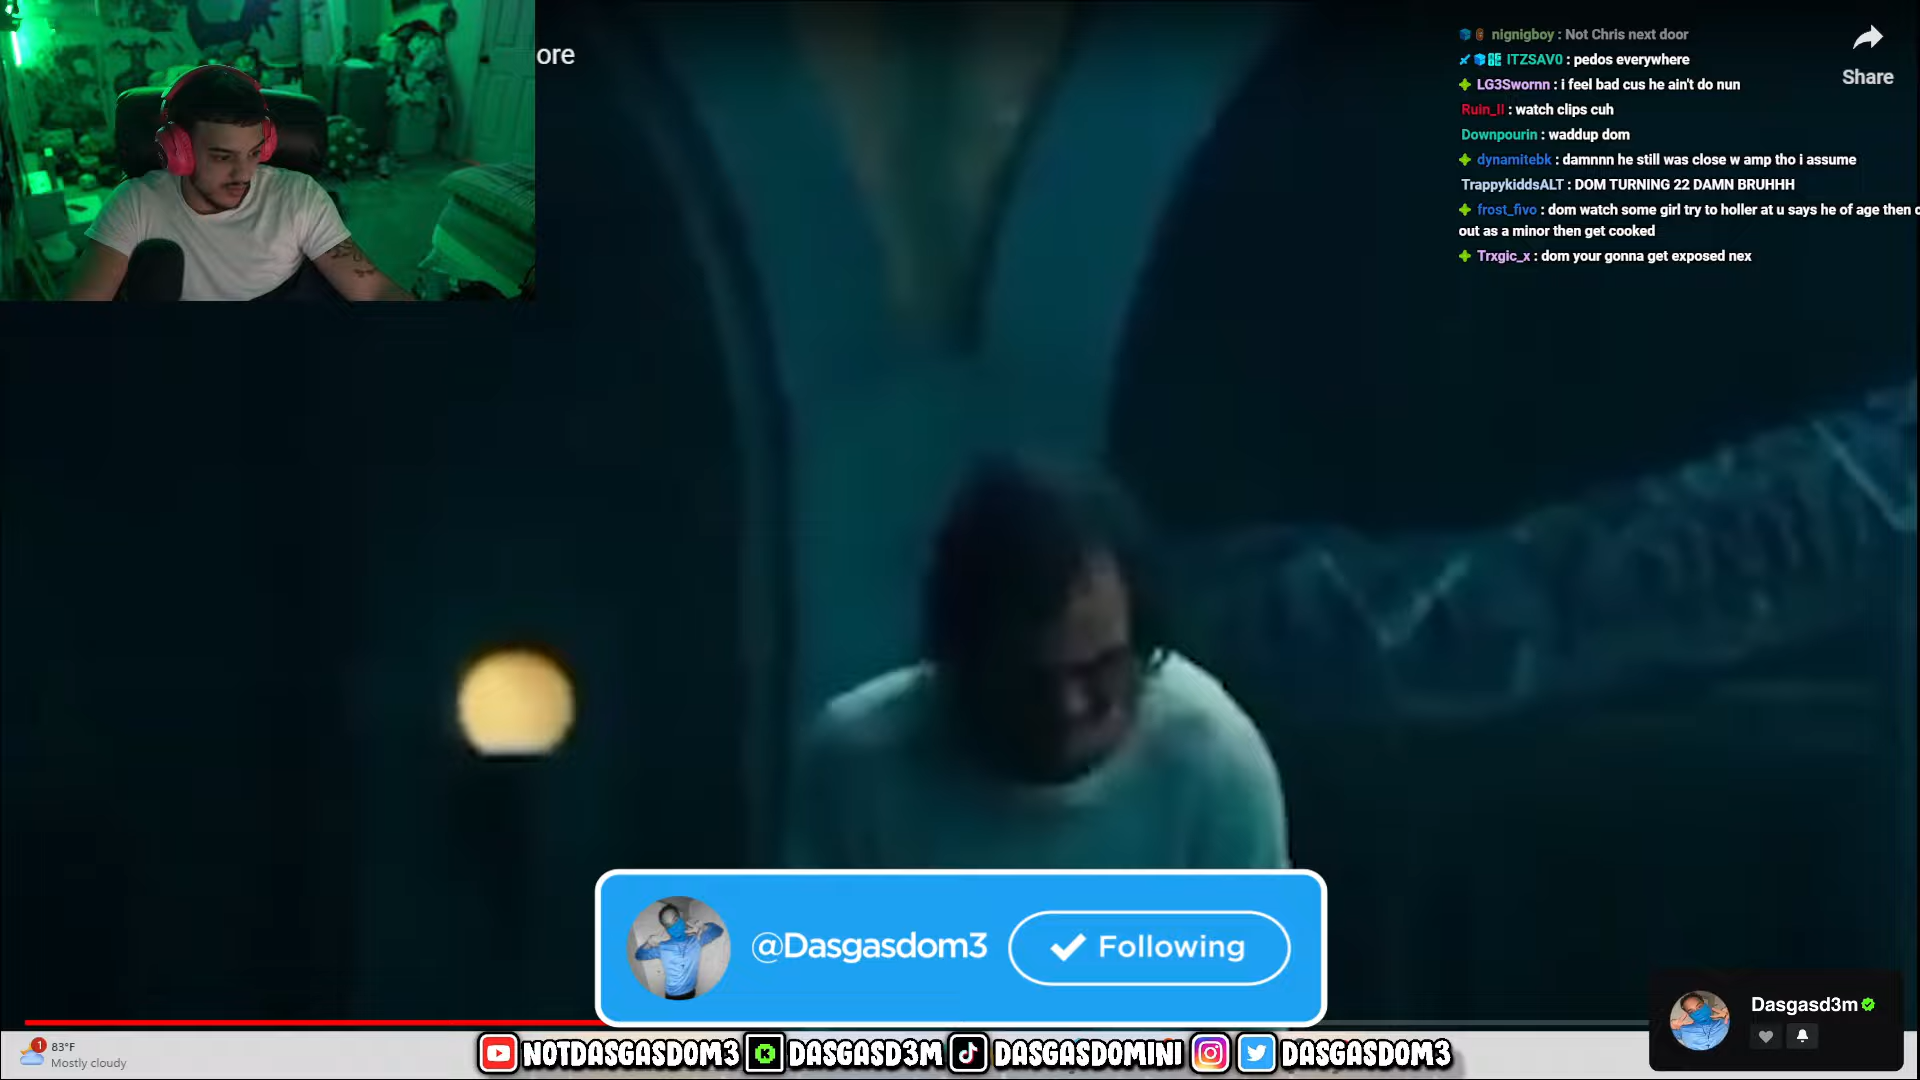 ore
nignigboy : Not Chris next door
ITZSAV0 : pedos everywhere
LG3Swornn : i feel bad cus he ain't do nun
Ruin_ll : watch clips cuh
Downpourin : waddup dom
dynamitebk : damnnn he still was close w amp tho i assume
TrappykiddsALT : DOM TURNING 22 DAMN BRUHHH
frost_fivo : dom watch some girl try to holler at u says he of age then
out as a minor then get cooked
Trxgic_x : dom your gonna get exposed nex
Share
@Dasgasdom3
Following
Dasgasd3m
1
83°F
Mostly cloudy
NOTDASGASDOM3 K DASGASD3M DASGASDOMINI DASGASDOM3